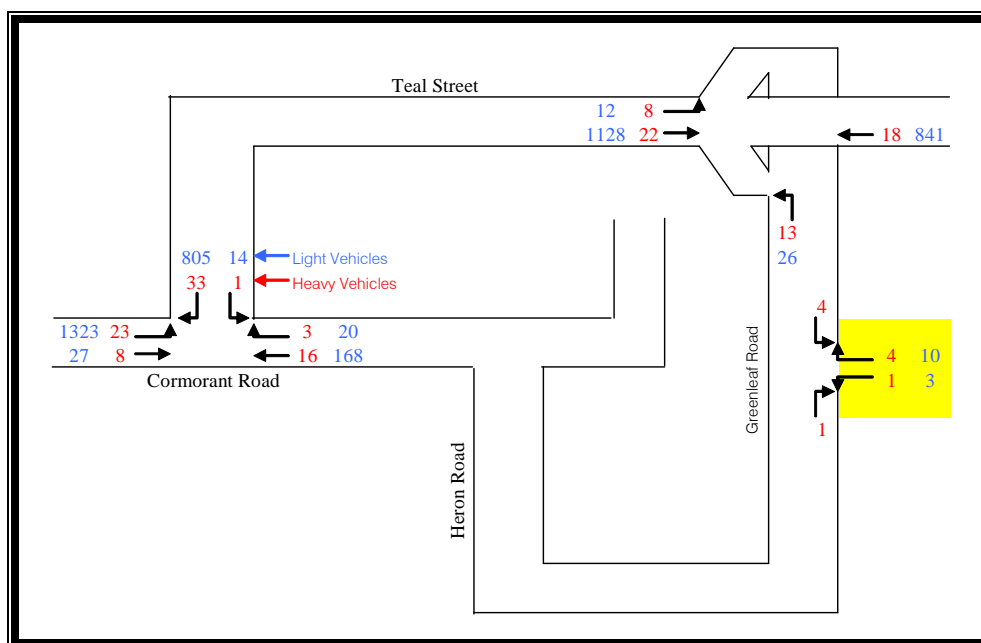 Teal Street
12 8
1128 22
18 841
13
26
805 14 Light Vehicles
33 1 Heavy Vehicles
4
1323 23
3 20
27 8
16 168
4 10
1 3
Cormorant Road
Greenleaf Road
1
Heron Road